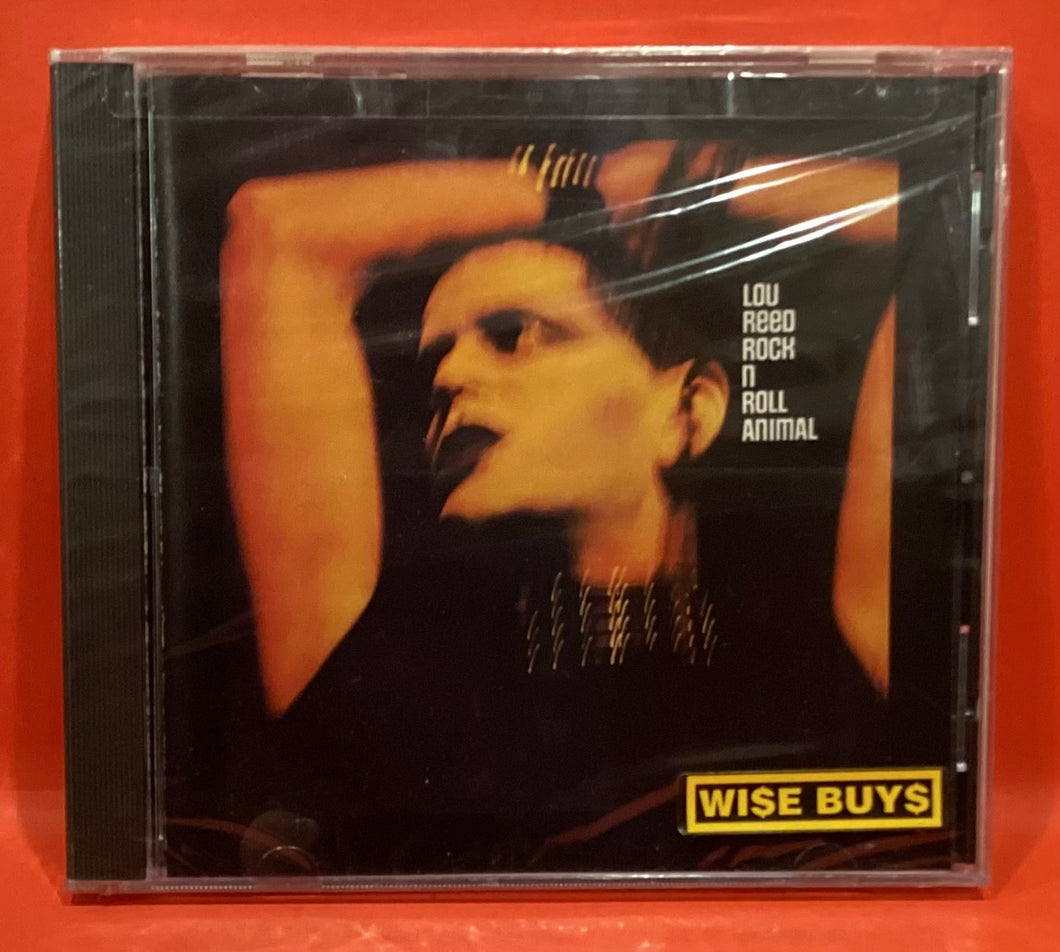 LOU
REED
ROCK
N
ROLL
ANIMAL
WI$E BUY$